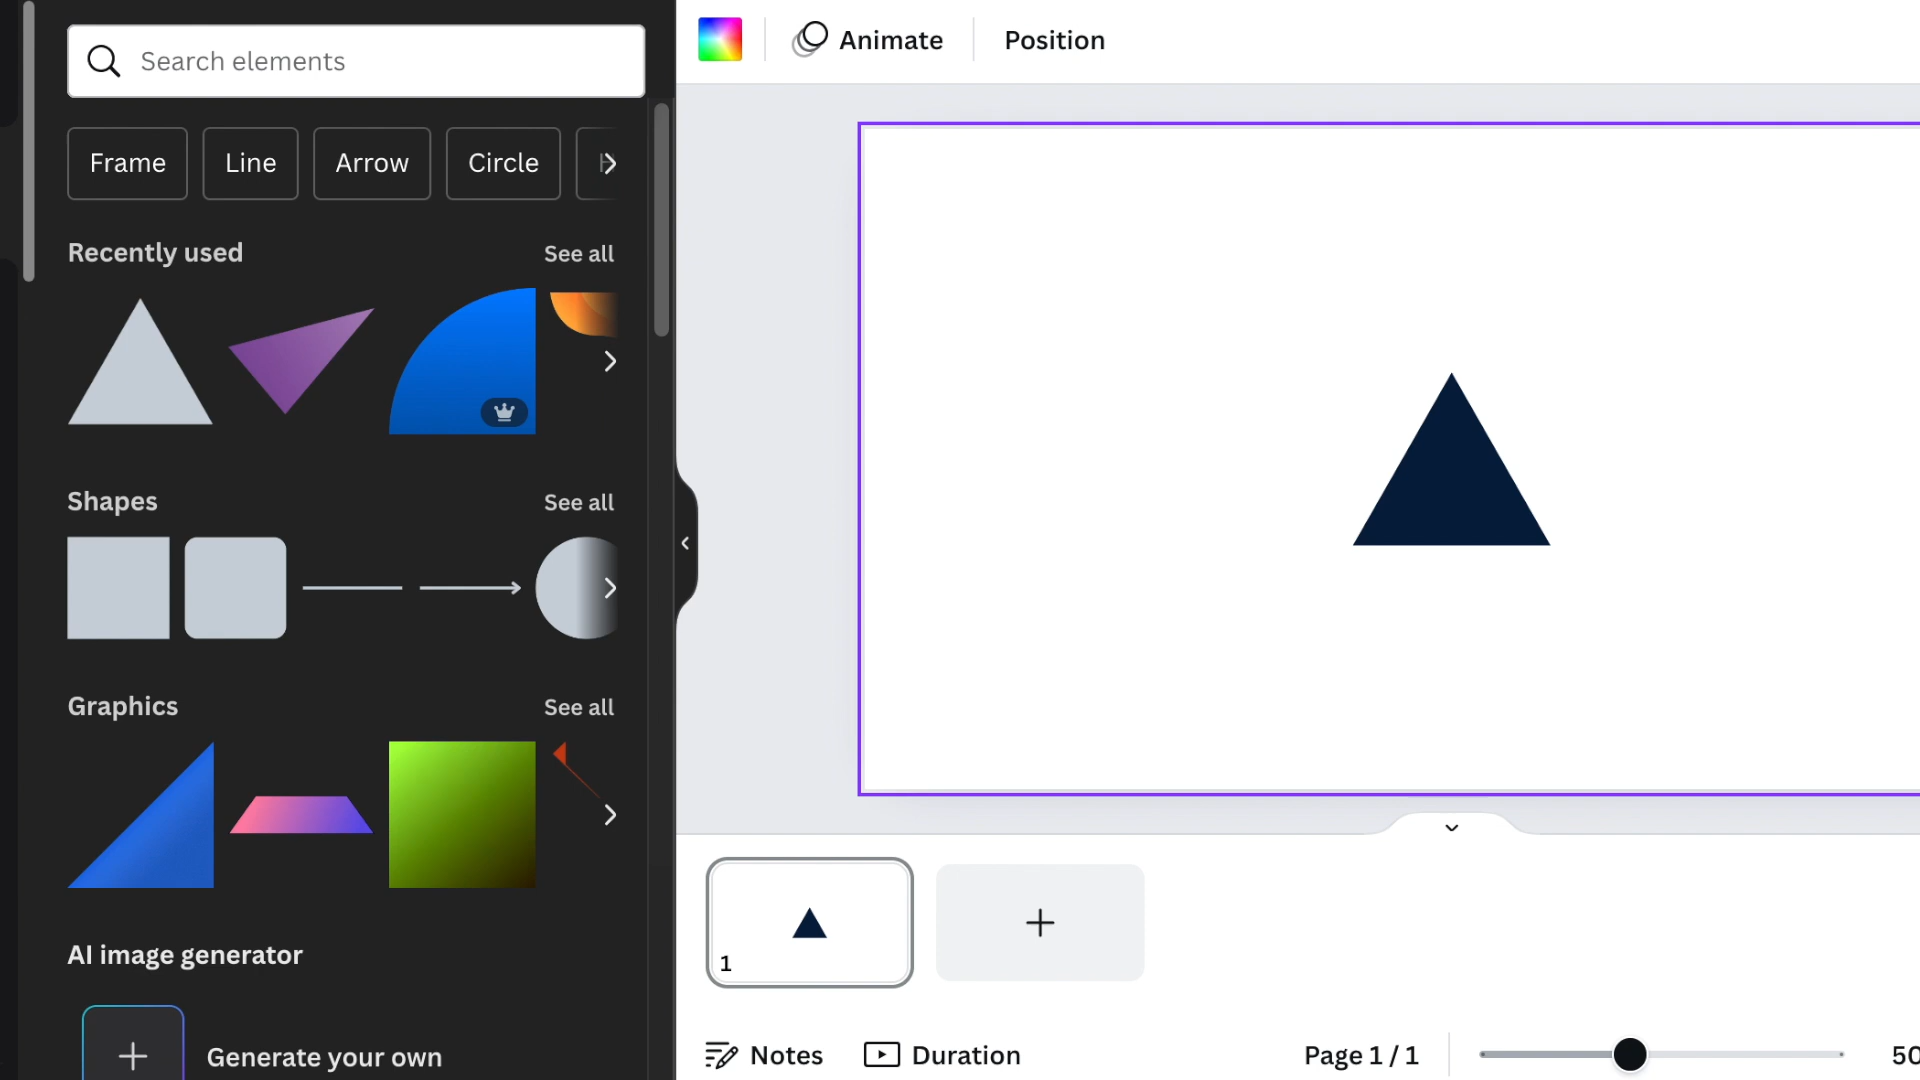 Search elements
Frame Line Arrow Circle
Recently used See all
Shapes See all
Graphics See all
AI image generator
Generate your own
Animate Position
1
Notes Duration Page 1 / 1